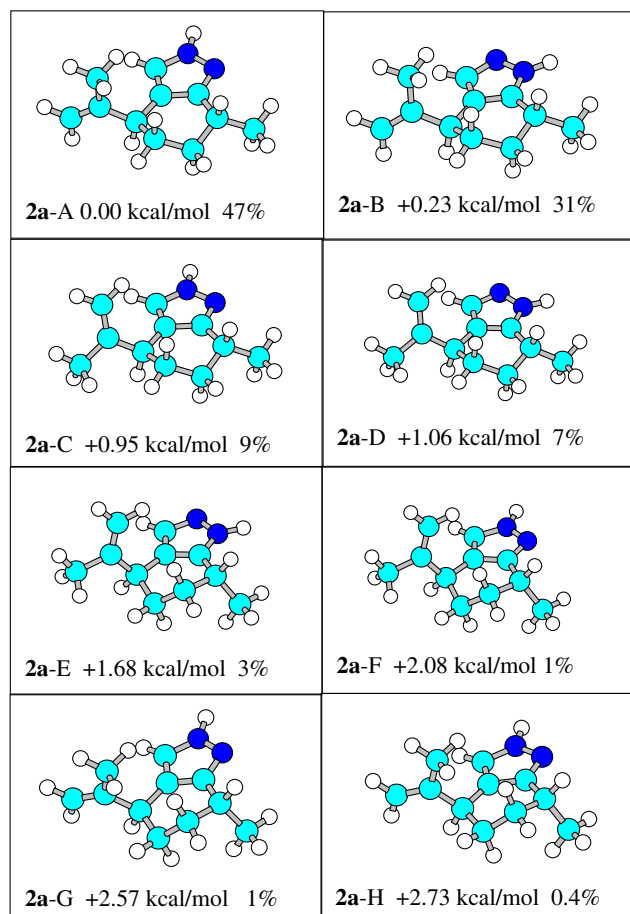 2a-A 0.00 kcal/mol 47%
2a-B +0.23 kcal/mol 31%
2a-C +0.95 kcal/mol 9%
2a-D +1.06 kcal/mol 7%
2a-E +1.68 kcal/mol 3%
2a-F +2.08 kcal/mol 1%
2a-G +2.57 kcal/mol 1%
2a-H +2.73 kcal/mol 0.4%